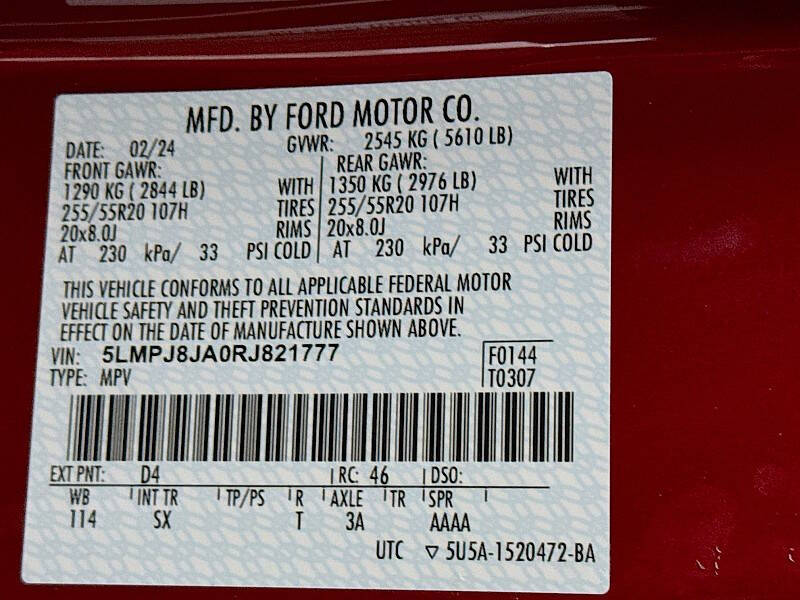 MFD. BY FORD MOTOR CO.
DATE: 02/24 GVWR: 2545 KG ( 5610 LB)
FRONT GAWR: REAR GAWR:
1290 KG ( 2844 LB) WITH 1350 KG ( 2976 LB) WITH
255/55R20 107H TIRES 255/55R20 107H TIRES
20x8.0J RIMS 20x8.0J RIMS
AT 230 kPa/ 33 PSI COLD AT 230 kPa/ 33 PSI COLD
THIS VEHICLE CONFORMS TO ALL APPLICABLE FEDERAL MOTOR
VEHICLE SAFETY AND THEFT PREVENTION STANDARDS IN
EFFECT ON THE DATE OF MANUFACTURE SHOWN ABOVE.
VIN: 5LMPJ8JA0RJ821777 F0144
TYPE: MPV T0307
EXT PNT: D4 RC: 46 DSO:
WB INT TR TP/PS R AXLE TR SPR
114 SX T 3A AAAA
UTC ▽ 5U5A-1520472-BA